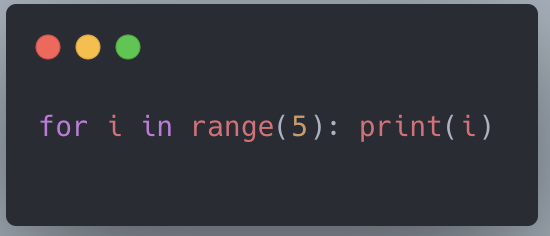 for i in range(5): print(i)